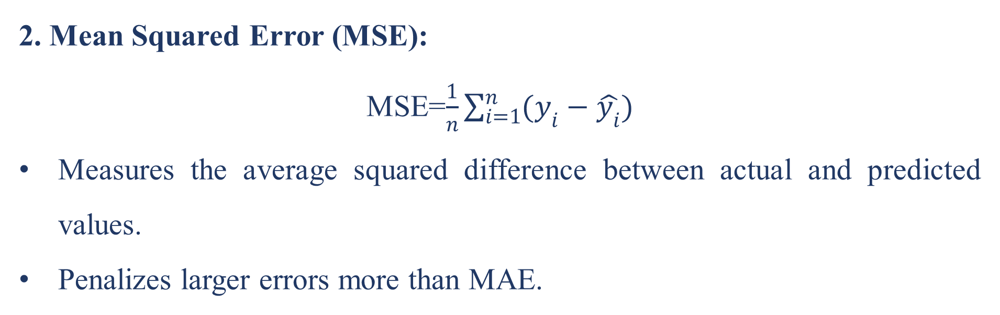 2. Mean Squared Error (MSE):
MSE=\frac{1}{n}\sum_{i=1}^{n}(y_i − \hat{y}_i)
• Measures the average squared difference between actual and predicted
values.
• Penalizes larger errors more than MAE.